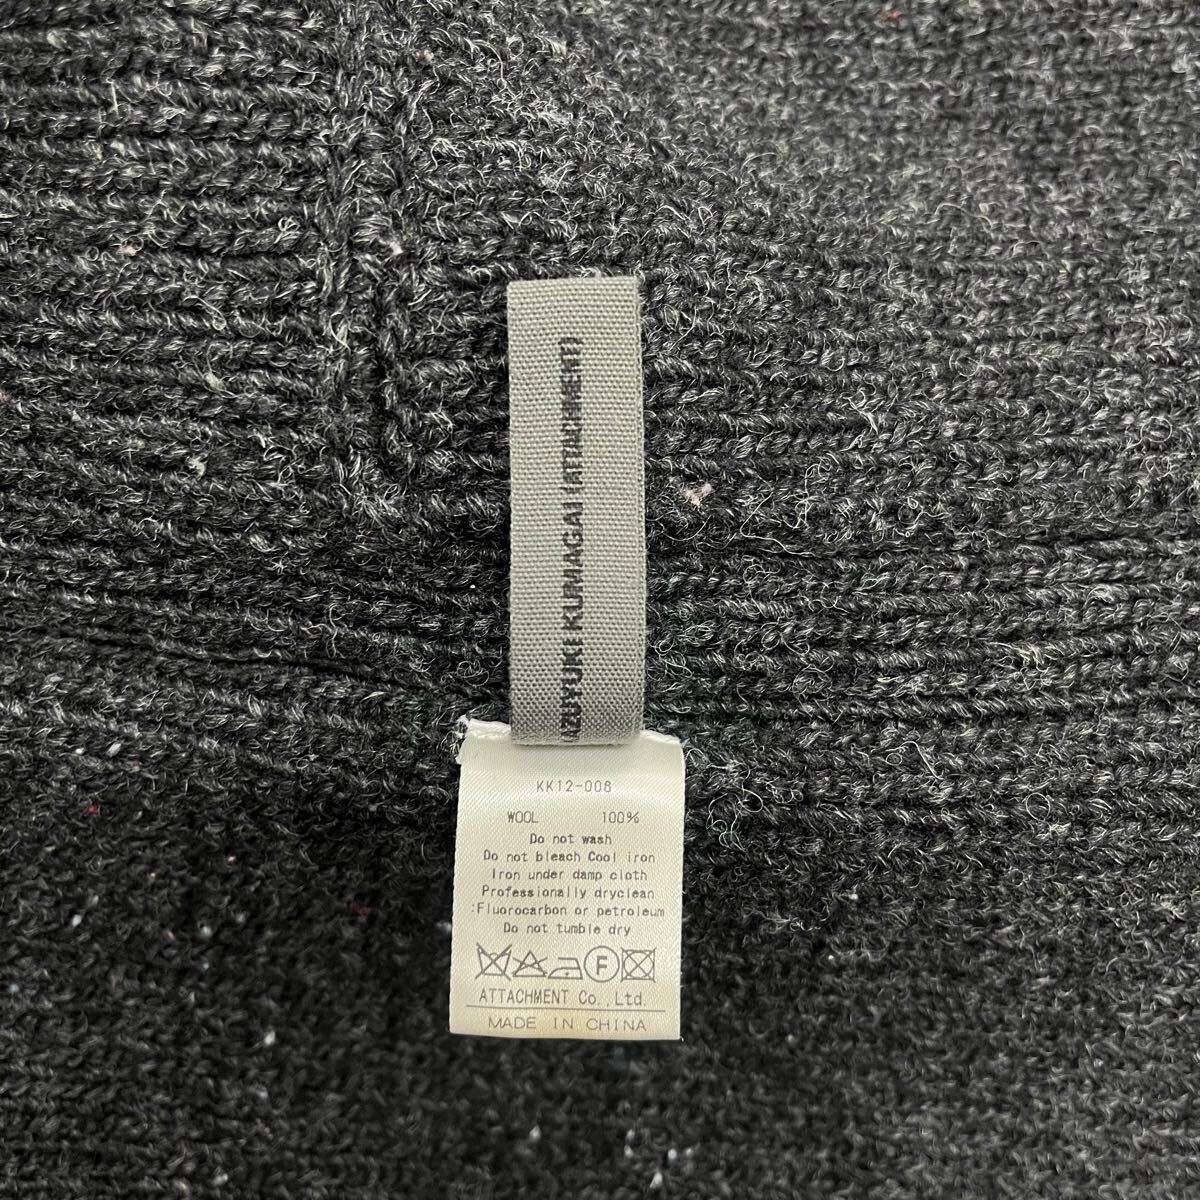 KUMAGAI (ATTACHMENT)
KK12-008
WOOL 100%
Do not wash
Do not bleach Cool iron
Iron under damp cloth
Professionally dryclean
:Fluorocarbon or petroleum
Do not tumble dry
F
ATTACHMENT Co.,Ltd.
MADE IN CHINA